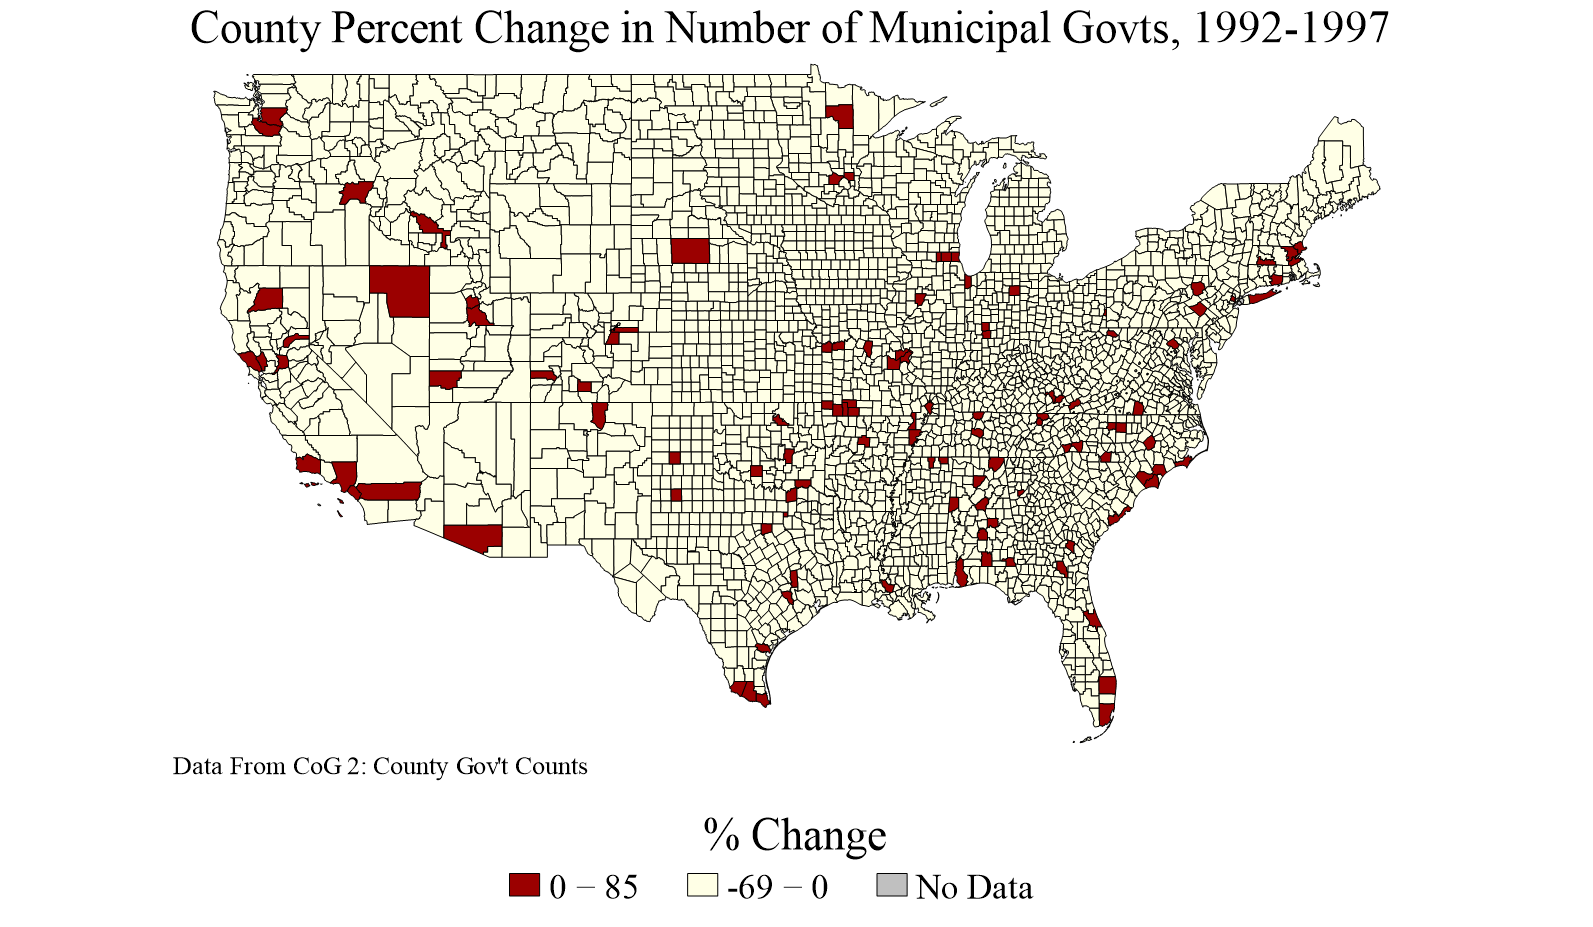 County Percent Change in Number of Municipal Govts, 1992-1997
Data From CoG 2: County Gov't Counts
% Change
0 − 85 -69 − 0 No Data